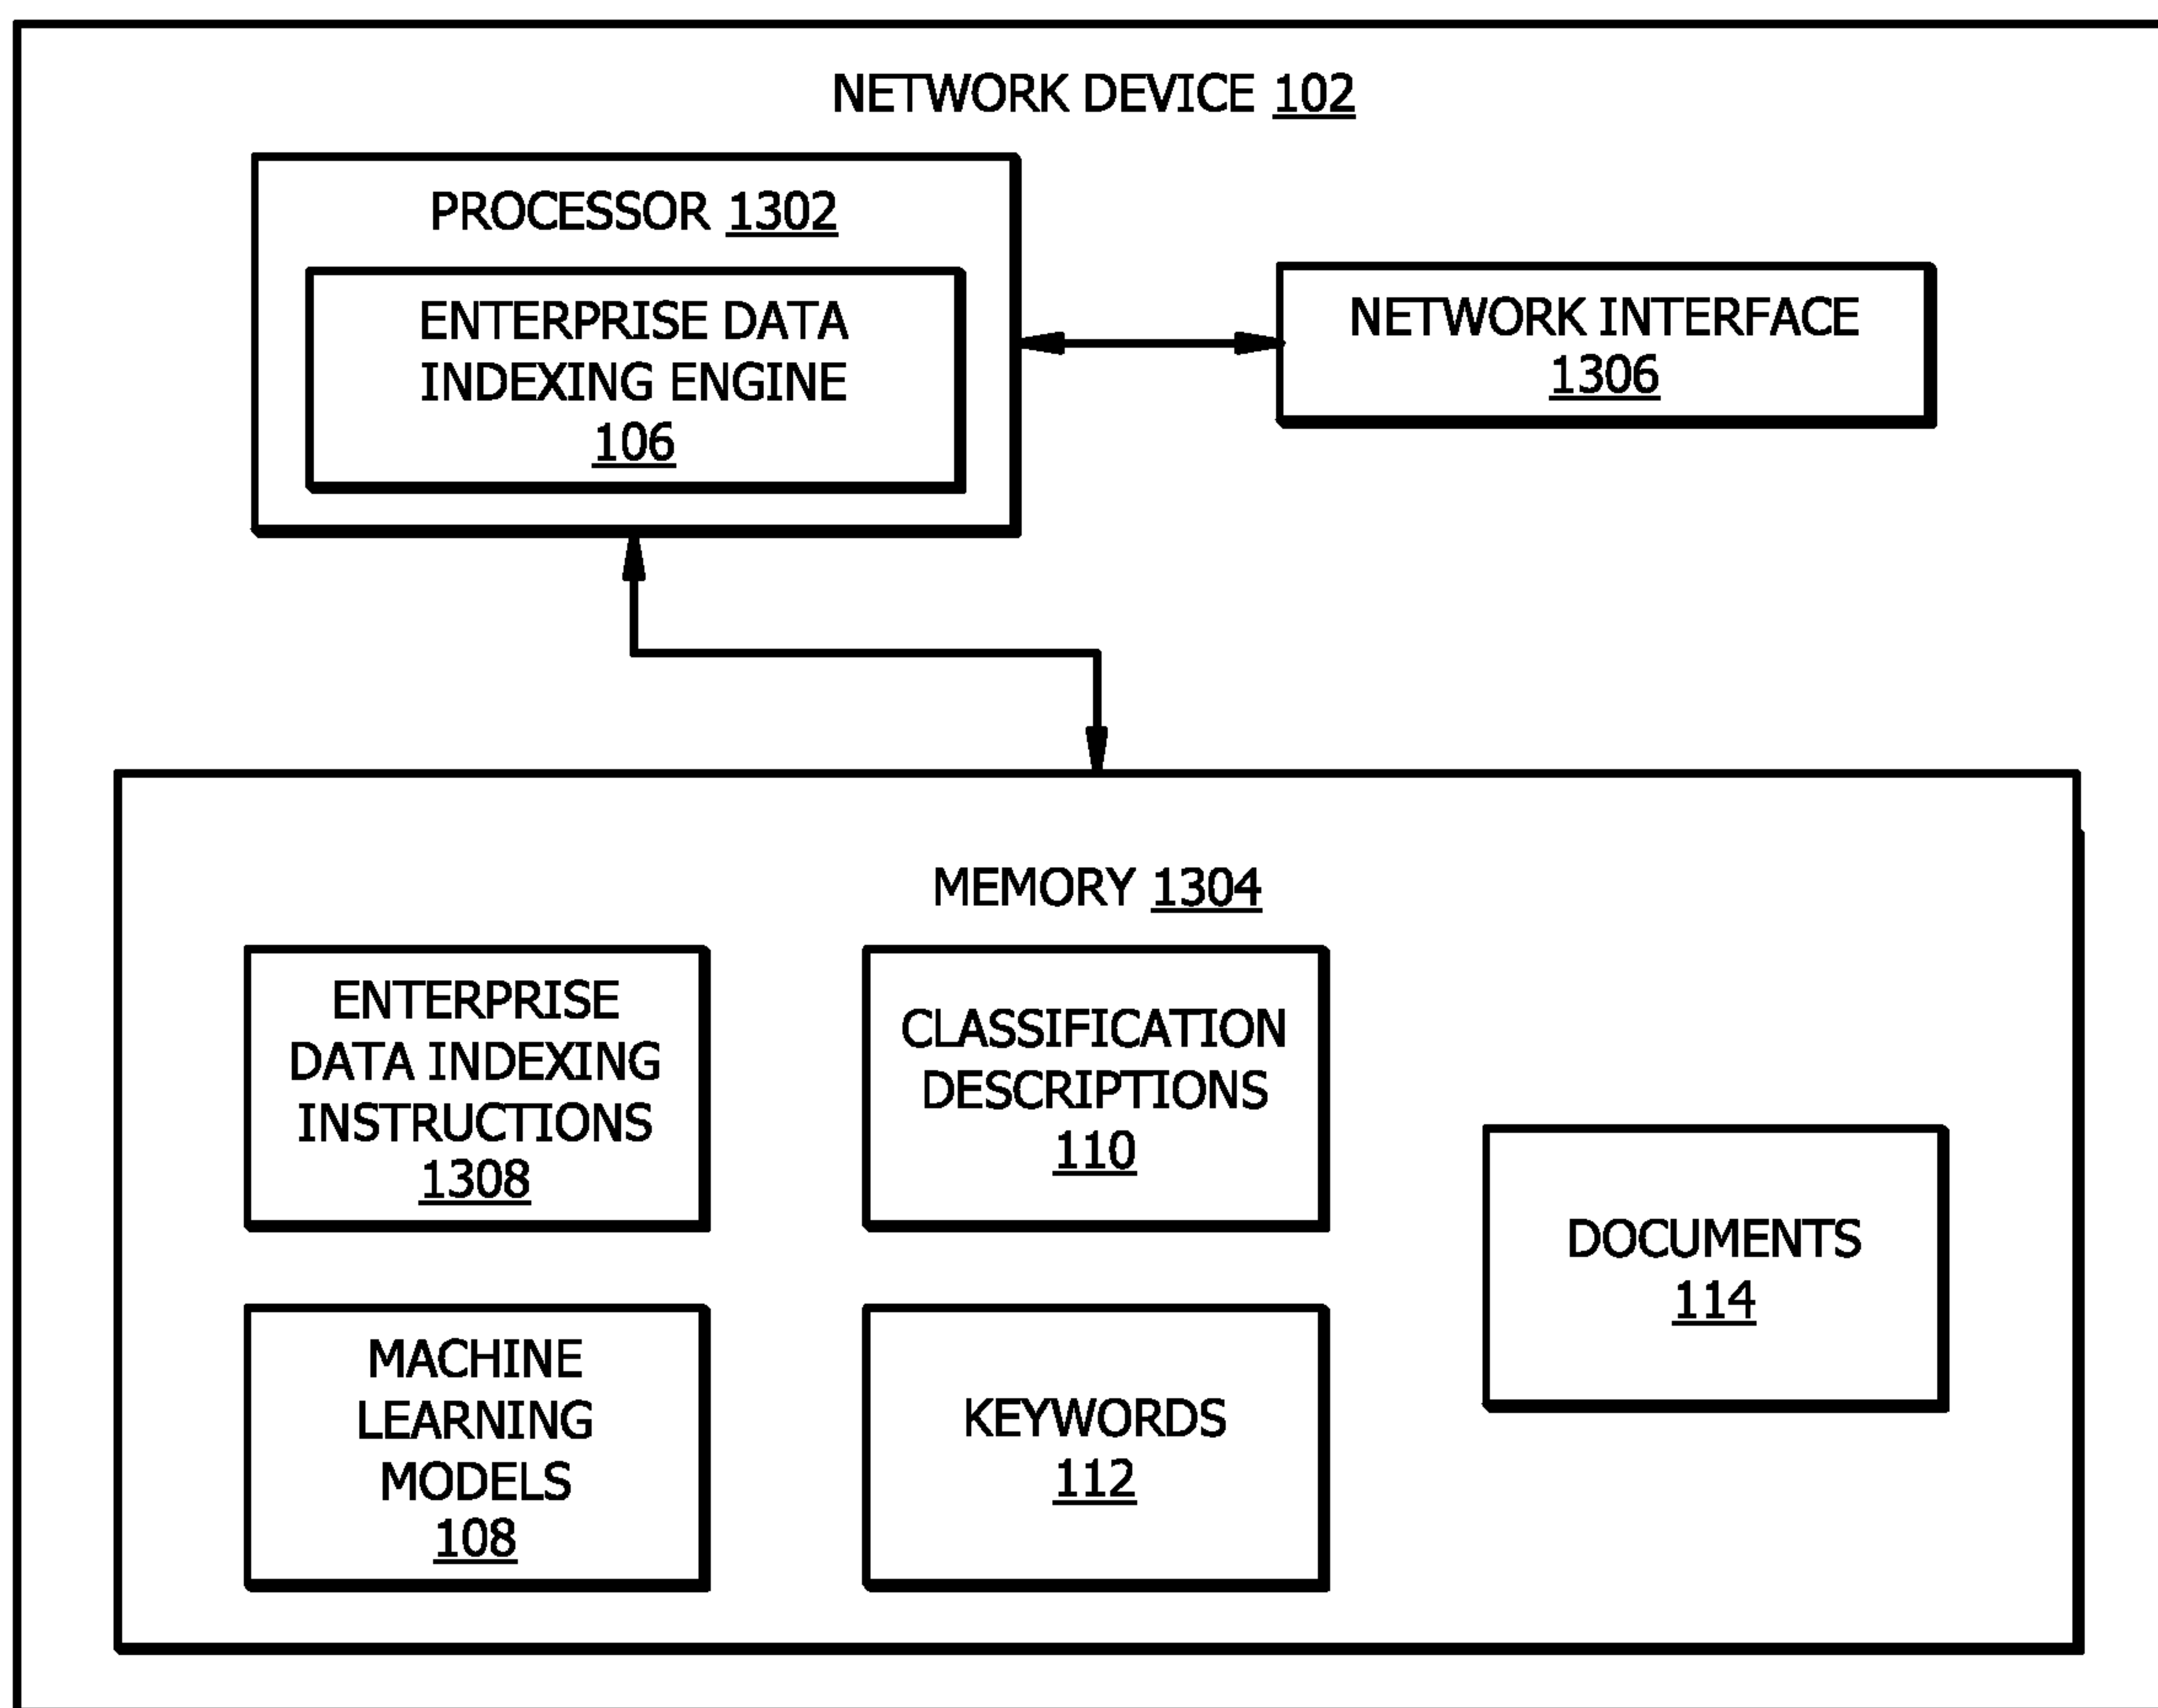 NETWORK DEVICE 102
PROCESSOR 1302
ENTERPRISE DATA
INDEXING ENGINE
106
NETWORK INTERFACE
1306
MEMORY 1304
ENTERPRISE
DATA INDEXING
INSTRUCTIONS
1308
CLASSIFICATION
DESCRIPTIONS
110
DOCUMENTS
114
MACHINE
LEARNING
MODELS
108
KEYWORDS
112